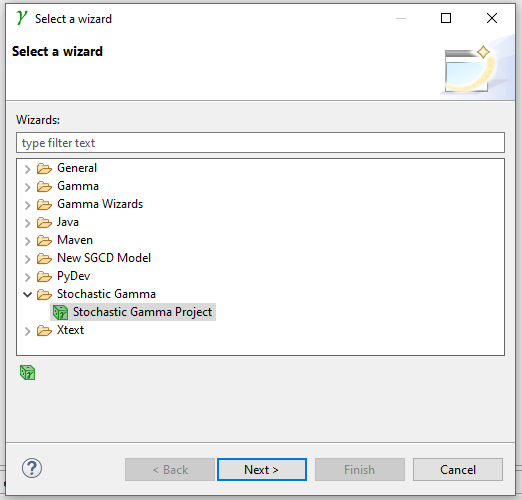 γ Select a wizard
Select a wizard
Wizards:
type filter text
General
Gamma
Gamma Wizards
Java
Maven
New SGCD Model
PyDev
Stochastic Gamma
Stochastic Gamma Project
Xtext
?
< Back Next > Finish Cancel